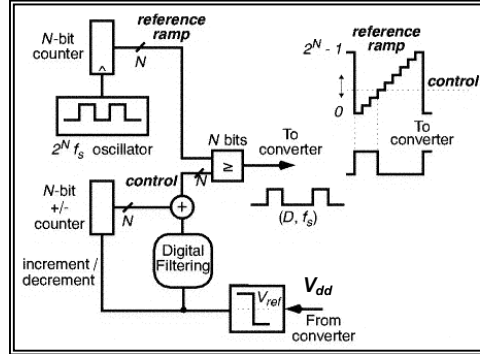 reference
ramp
N-bit
counter
N
2^N f_s oscillator
N bits
≥
To
converter
reference
ramp
2^N - 1
control
0
To
converter
N-bit
+/-
counter
N
control
N
+
(D, f_s)
Digital
Filtering
increment /
decrement
V_ref
V_dd
From
converter